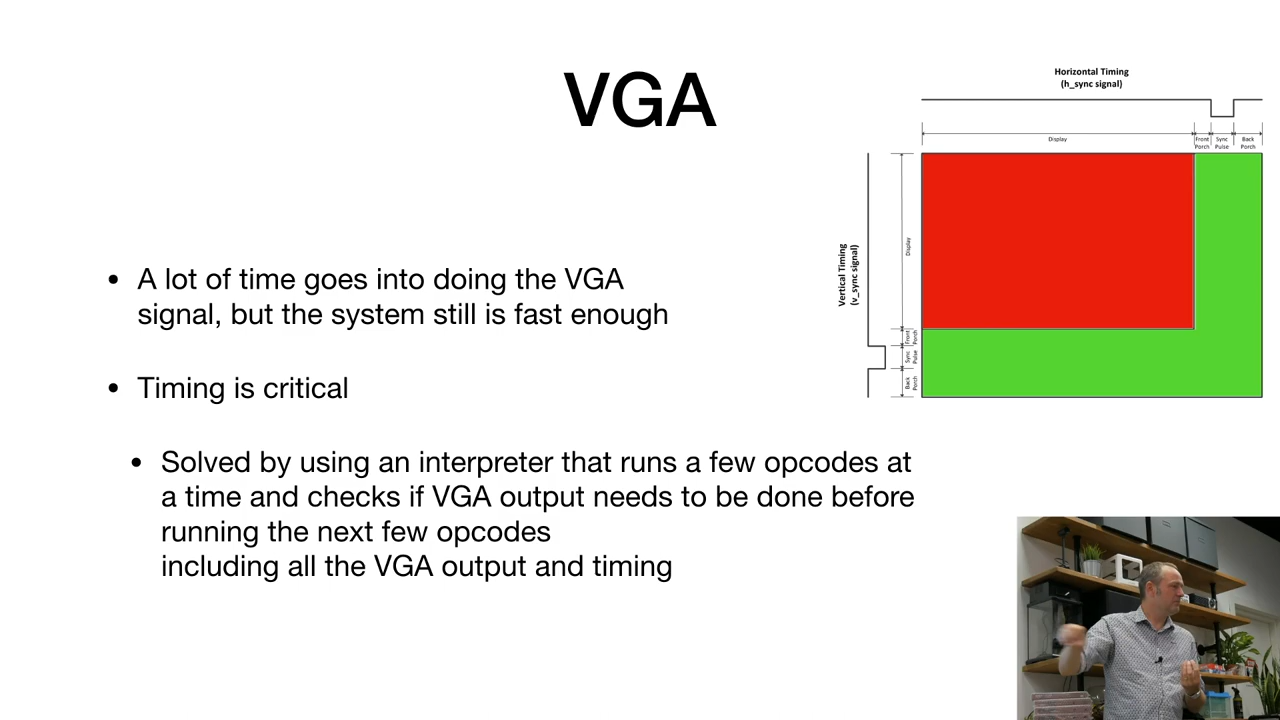 VGA
A lot of time goes into doing the VGA
signal, but the system still is fast enough
Timing is critical
Solved by using an interpreter that runs a few opcodes at
a time and checks if VGA output needs to be done before
running the next few opcodes
including all the VGA output and timing
Horizontal Timing
(h_sync signal)
Display
Front
Porch
Sync
Pulse
Back
Porch
Vertical Timing
(v_sync signal)
Display
Front
Porch
Sync
Pulse
Back
Porch